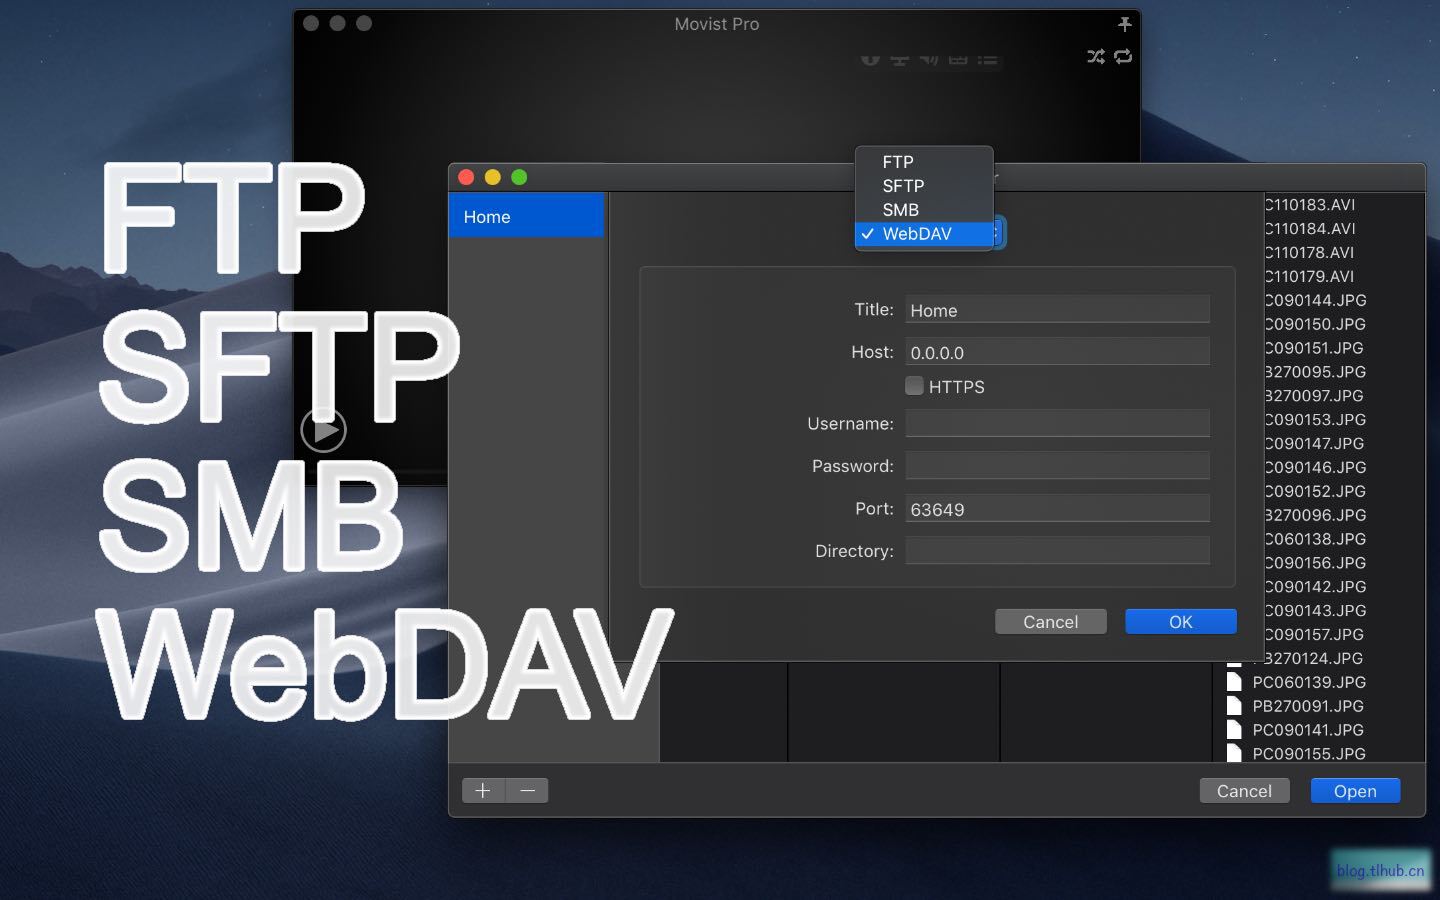 Movist Pro
FTP
SFTP
SMB
WebDAV
FTP
SFTP
SMB
✓ WebDAV
Home
Title: Home
Host: 0.0.0.0
HTTPS
Username:
Password:
Port: 63649
Directory:
Cancel OK
C110183.AVI
C110184.AVI
C110178.AVI
C110179.AVI
C090144.JPG
C090150.JPG
C090151.JPG
B270095.JPG
B270097.JPG
C090153.JPG
C090147.JPG
C090146.JPG
C090152.JPG
B270096.JPG
C060138.JPG
C090156.JPG
C090142.JPG
C090143.JPG
C090157.JPG
B270124.JPG
PC060139.JPG
PB270091.JPG
PC090141.JPG
PC090155.JPG
+ −
Cancel Open
blog.tlhub.cn